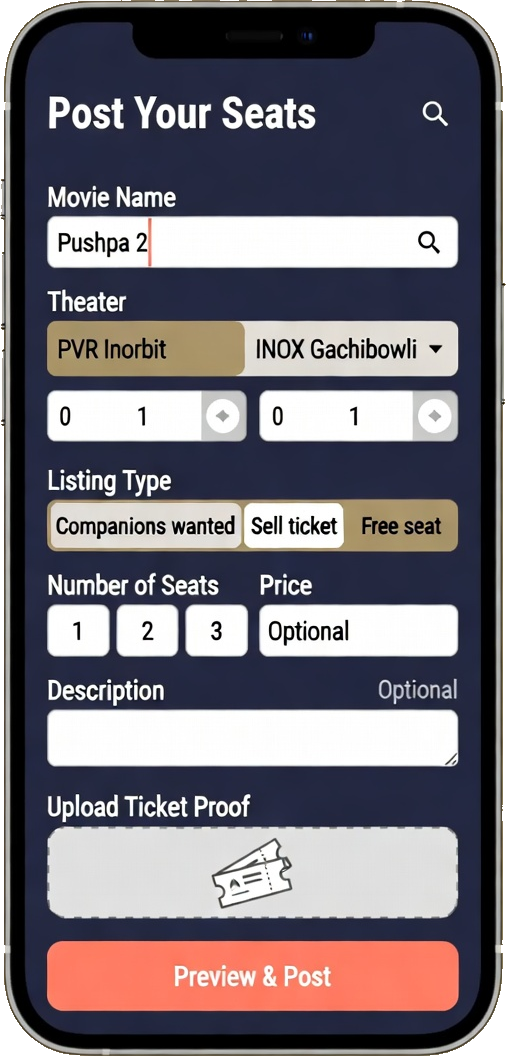 Post Your Seats
Movie Name
Pushpa 2
Theater
PVR Inorbit INOX Gachibowli
0 1 0 1
Listing Type
Companions wanted Sell ticket Free seat
Number of Seats Price
1 2 3 Optional
Description Optional
Upload Ticket Proof
Preview & Post